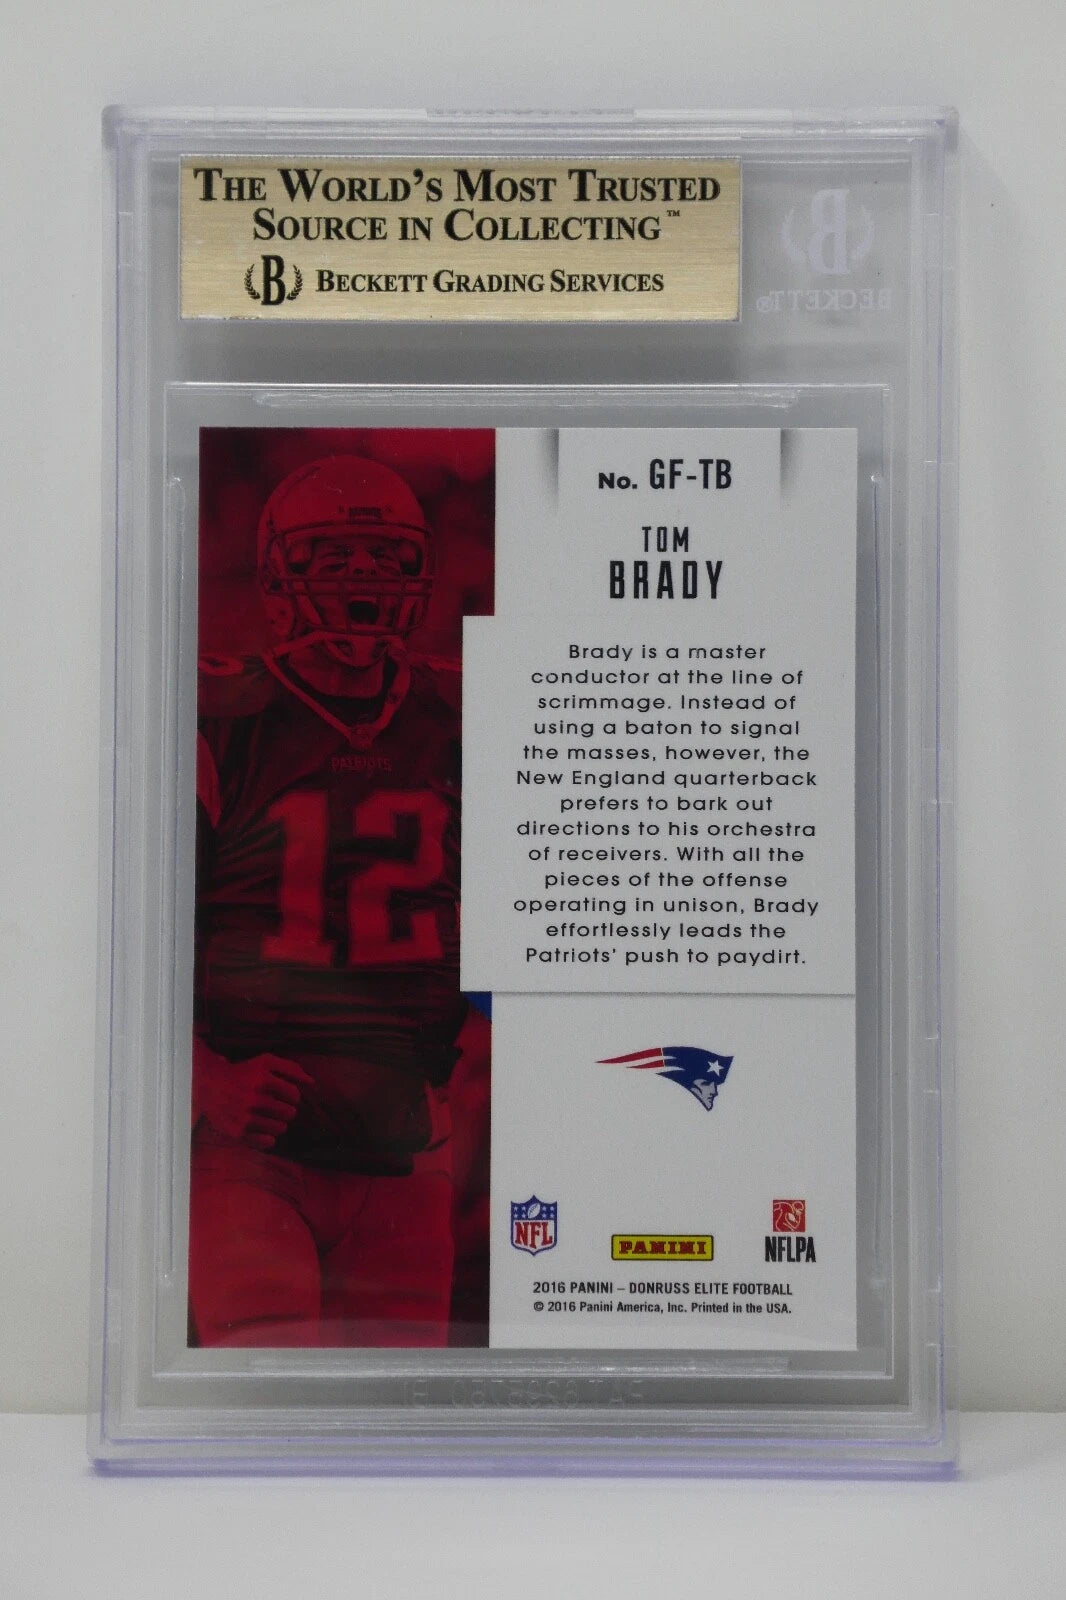 THE WORLD'S MOST TRUSTED
SOURCE IN COLLECTING™
B BECKETT GRADING SERVICES
B
BECKETT®
No. GF-TB
TOM
BRADY
Brady is a master
conductor at the line of
scrimmage. Instead of
using a baton to signal
the masses, however, the
New England quarterback
prefers to bark out
directions to his orchestra
of receivers. With all the
pieces of the offense
operating in unison, Brady
effortlessly leads the
Patriots' push to paydirt.
PATRIOTS
12
NFL
PANINI
NFLPA
2016 PANINI – DONRUSS ELITE FOOTBALL
© 2016 Panini America, Inc. Printed in the USA.